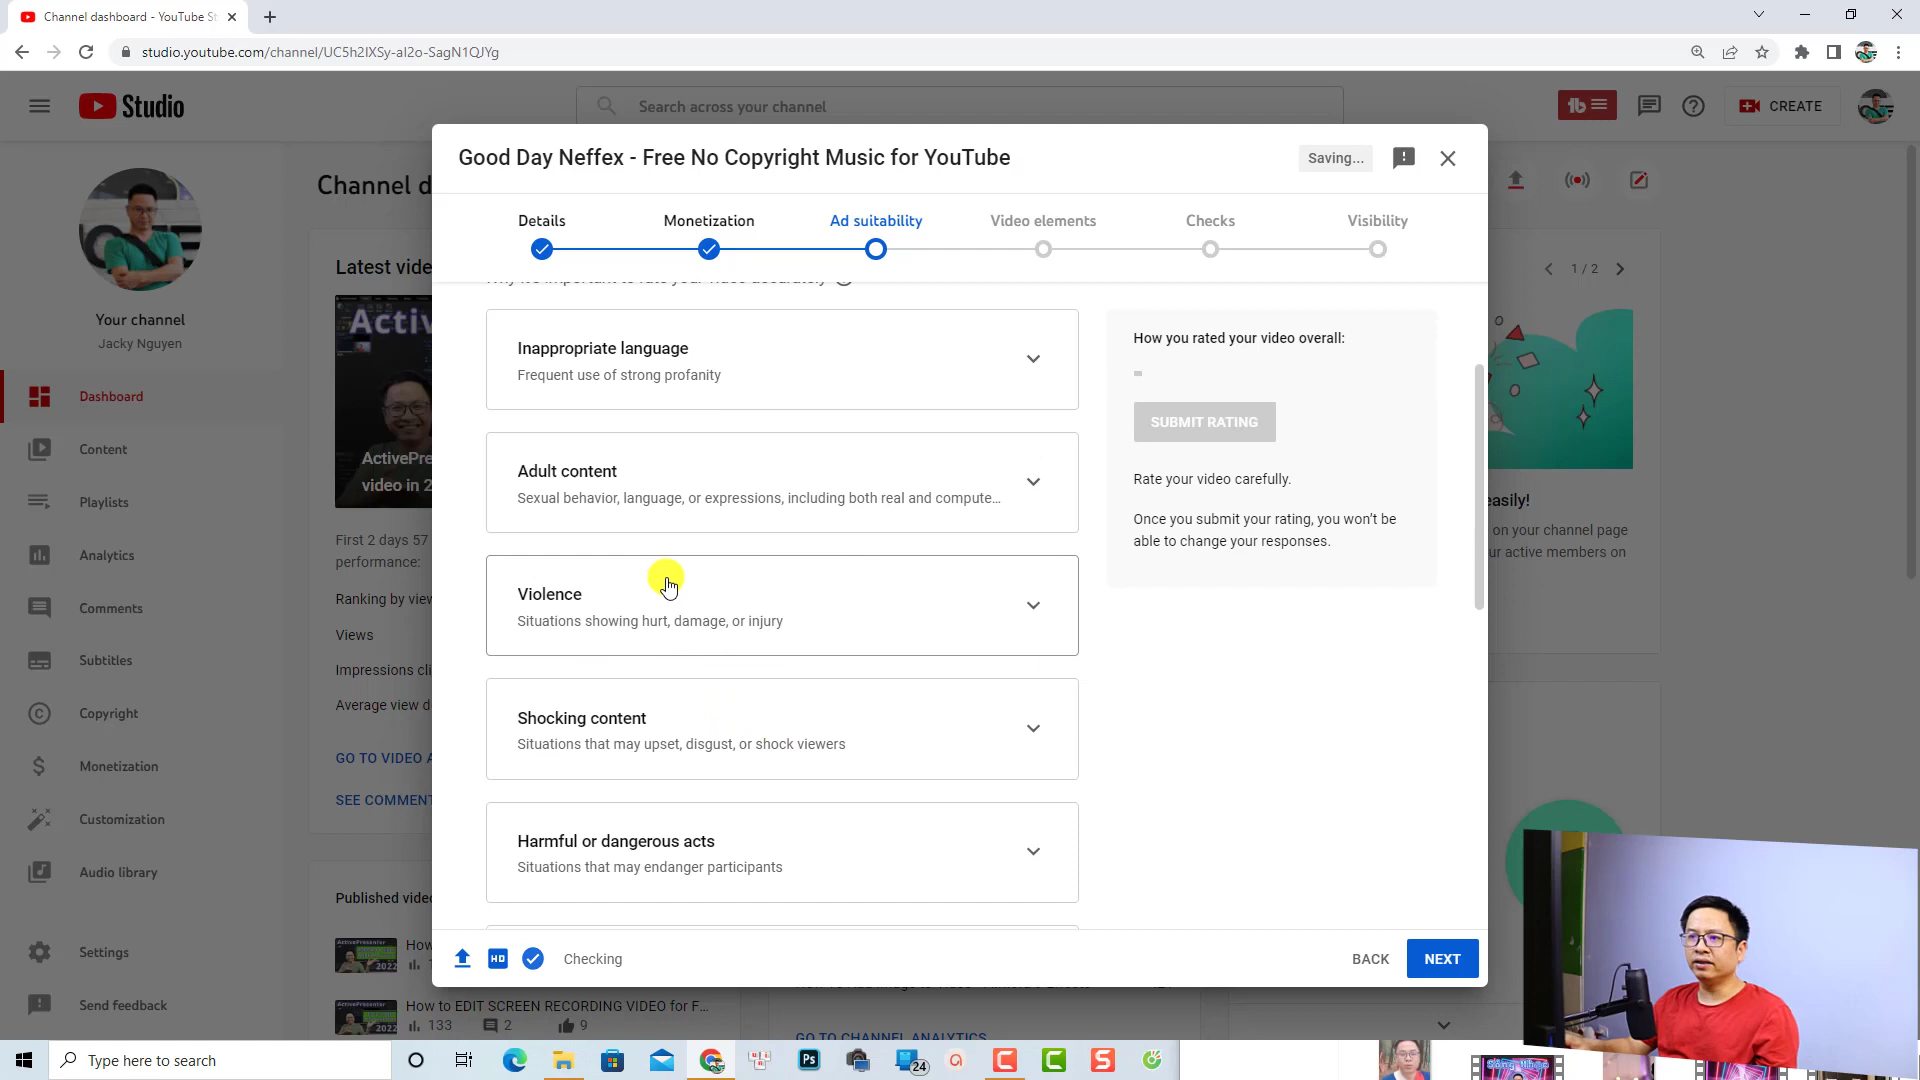 Channel dashboard - YouTube St
studio.youtube.com/channel/UC5h2IXSy-al2o-SagN1QJYg
Studio
Search across your channel
CREATE
Channel d
Your channel
Jacky Nguyen
Dashboard
Content
Playlists
Analytics
Comments
Subtitles
Copyright
Monetization
Customization
Audio library
Settings
Send feedback
Latest vide
ActivePre
video in 2
First 2 days 57
performance:
Ranking by view
Views
Impressions cli
Average view d
GO TO VIDEO A
SEE COMMENT
Published vide
How
How to EDIT SCREEN RECORDING VIDEO for F...
133
2
9
GO TO CHANNEL ANALYTICS
1 / 2
easily!
on your channel page
ur active members on
Good Day Neffex - Free No Copyright Music for YouTube
Saving...
Details
Monetization
Ad suitability
Video elements
Checks
Visibility
Why it's important to rate your video accurately
Inappropriate language
Frequent use of strong profanity
Adult content
Sexual behavior, language, or expressions, including both real and compute...
Violence
Situations showing hurt, damage, or injury
Shocking content
Situations that may upset, disgust, or shock viewers
Harmful or dangerous acts
Situations that may endanger participants
How you rated your video overall:
SUBMIT RATING
Rate your video carefully.
Once you submit your rating, you won't be
able to change your responses.
HD
Checking
BACK
NEXT
Type here to search
Ps
24